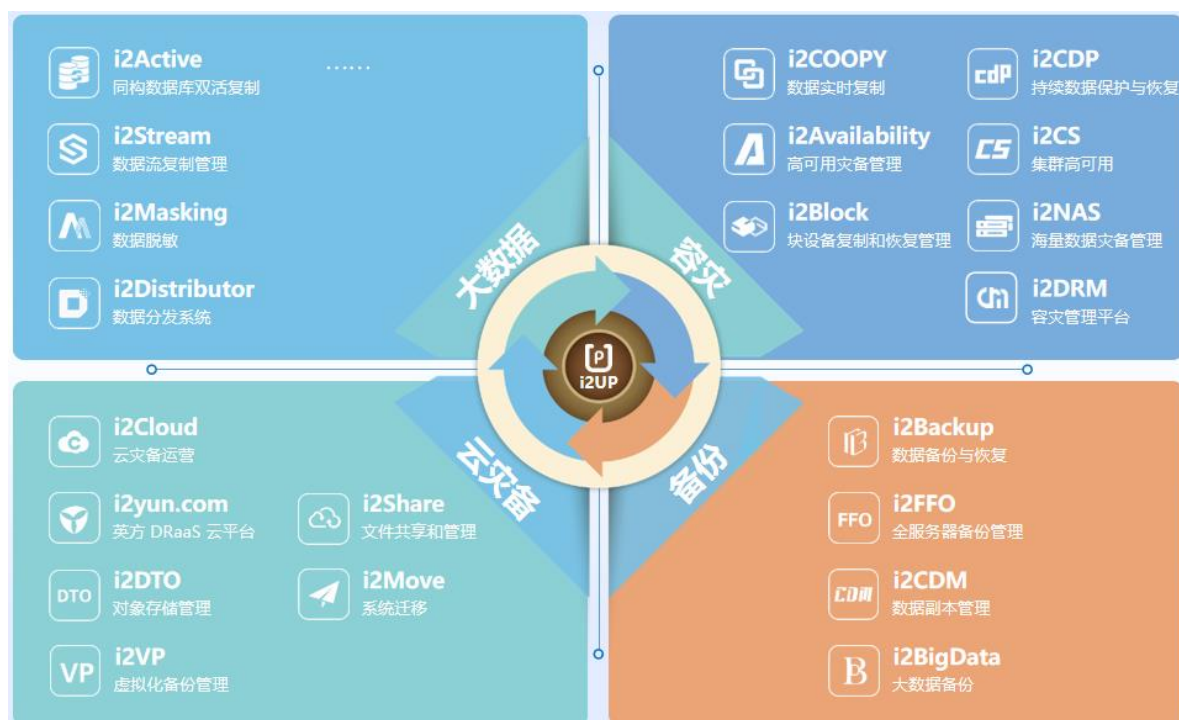 i2Active
同构数据库双活复制
……
i2Stream
数据流复制管理
i2Masking
数据脱敏
i2Distributor
数据分发系统
大数据
i2COOPY
数据实时复制
i2CDP
持续数据保护与恢复
i2Availability
高可用灾备管理
i2CS
集群高可用
i2Block
块设备复制和恢复管理
i2NAS
海量数据灾备管理
i2DRM
容灾管理平台
容灾
cdP
CS
i2UP
i2Cloud
云灾备运营
i2yun.com
英方 DRaaS 云平台
i2Share
文件共享和管理
DTO
i2DTO
对象存储管理
i2Move
系统迁移
VP
i2VP
虚拟化备份管理
云灾备
备份
i2Backup
数据备份与恢复
FFO
i2FFO
全服务器备份管理
CDM
i2CDM
数据副本管理
B
i2BigData
大数据备份